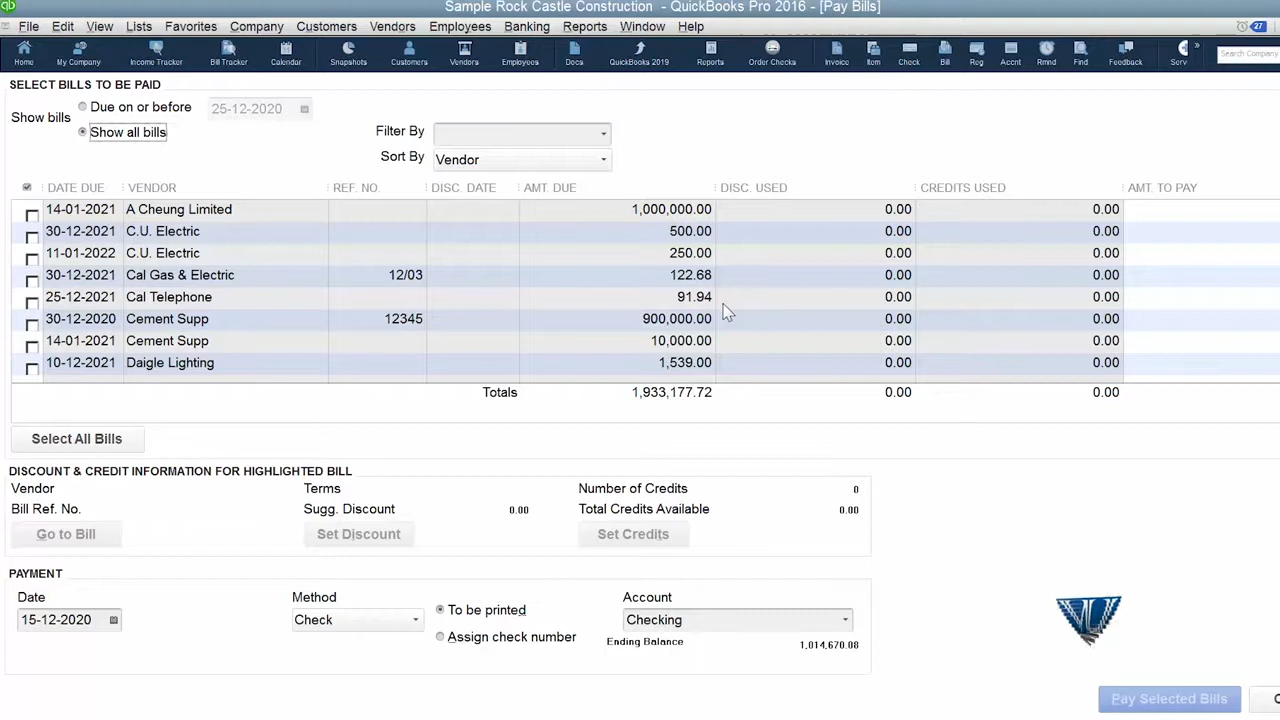 Sample Rock Castle Construction - QuickBooks Pro 2016 - [Pay Bills]
File Edit View Lists Favorites Company Customers Vendors Employees Banking Reports Window Help 27
Home My Company Income Tracker Bill Tracker Calendar Snapshots Customers Vendors Employees Docs QuickBooks 2019 Reports Order Checks Invoice Item Check Bill Reg Accnt Rmnd Find Feedback Serv Search Company
SELECT BILLS TO BE PAID
Show bills
Due on or before 25-12-2020
Show all bills
Filter By
Sort By Vendor
DATE DUE VENDOR REF. NO. DISC. DATE AMT. DUE DISC. USED CREDITS USED AMT. TO PAY
14-01-2021 A Cheung Limited 1,000,000.00 0.00 0.00
30-12-2021 C.U. Electric 500.00 0.00 0.00
11-01-2022 C.U. Electric 250.00 0.00 0.00
30-12-2021 Cal Gas & Electric 12/03 122.68 0.00 0.00
25-12-2021 Cal Telephone 91.94 0.00 0.00
30-12-2020 Cement Supp 12345 900,000.00 0.00 0.00
14-01-2021 Cement Supp 10,000.00 0.00 0.00
10-12-2021 Daigle Lighting 1,539.00 0.00 0.00
Totals 1,933,177.72 0.00 0.00
Select All Bills
DISCOUNT & CREDIT INFORMATION FOR HIGHLIGHTED BILL
Vendor Terms Number of Credits 0
Bill Ref. No. Sugg. Discount 0.00 Total Credits Available 0.00
Go to Bill Set Discount Set Credits
PAYMENT
Date Method Account
15-12-2020 Check To be printed Checking
Assign check number Ending Balance 1,014,670.08
Pay Selected Bills